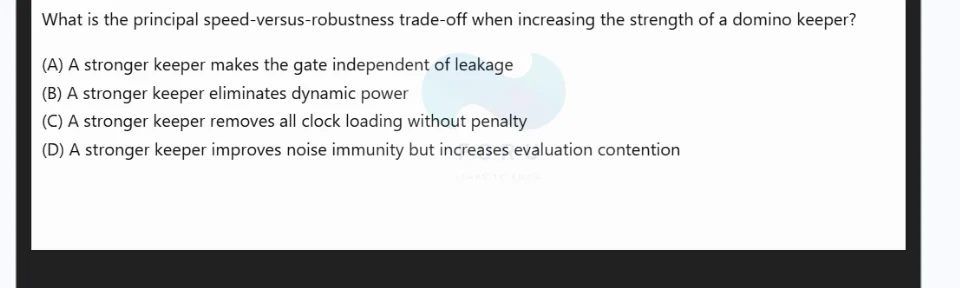 What is the principal speed-versus-robustness trade-off when increasing the strength of a domino keeper?
(A) A stronger keeper makes the gate independent of leakage
(B) A stronger keeper eliminates dynamic power
(C) A stronger keeper removes all clock loading without penalty
(D) A stronger keeper improves noise immunity but increases evaluation contention